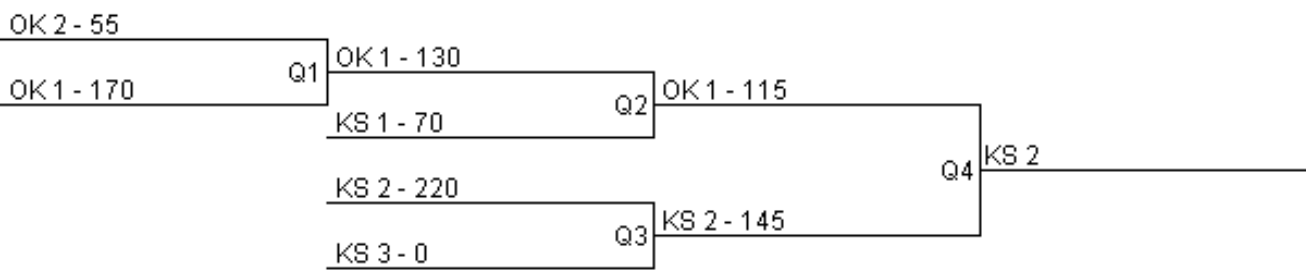 OK 2 - 55
OK 1 - 170
Q1
OK 1 - 130
KS 1 - 70
Q2
KS 2 - 220
KS 3 - 0
Q3
OK 1 - 115
KS 2 - 145
Q4
KS 2